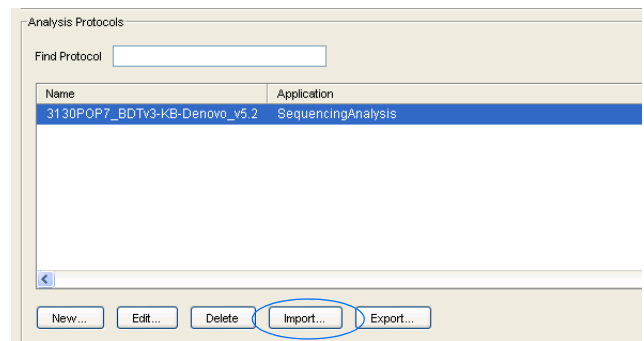 Analysis Protocols
Find Protocol
Name Application
3130POP7_BDTv3-KB-Denovo_v5.2 SequencingAnalysis
New... Edit... Delete Import... Export...